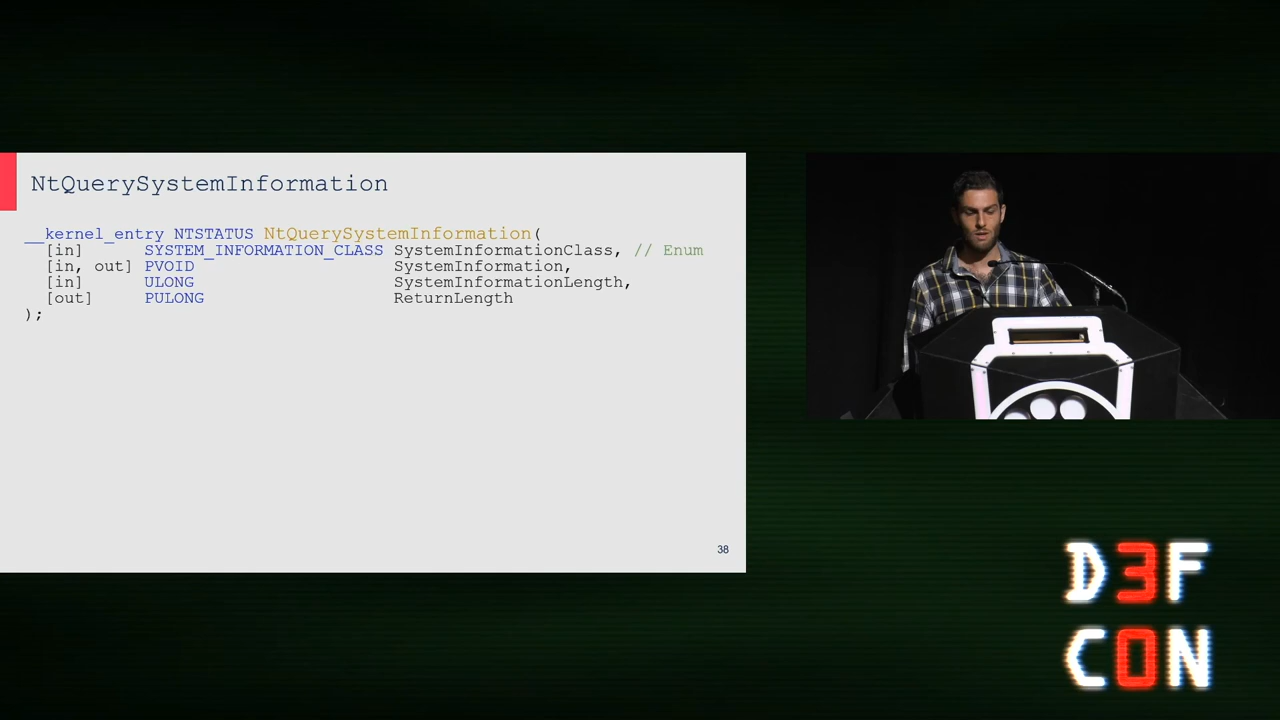 NtQuerySystemInformation
__kernel_entry NTSTATUS NtQuerySystemInformation(
[in] SYSTEM_INFORMATION_CLASS SystemInformationClass, // Enum
[in, out] PVOID SystemInformation,
[in] ULONG SystemInformationLength,
[out] PULONG ReturnLength
);
38
D3F
C0N